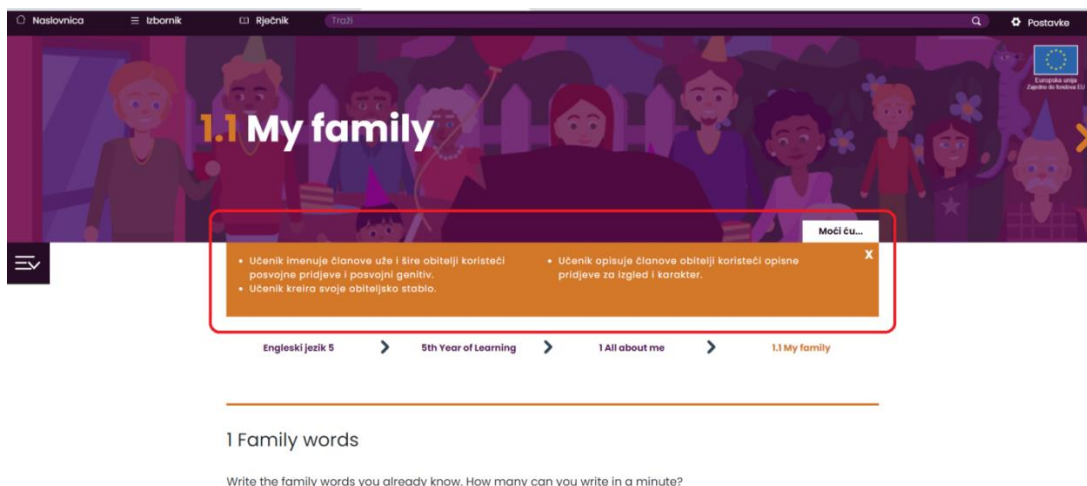 Naslovnica
Izbornik
Rječnik
Traži
Postavke
Europska unija
Zajedno do fondova EU
1.1 My family
Moći ću...
X
• Učenik imenuje članove uže i šire obitelji koristeći
posvojne pridjeve i posvojni genitiv.
• Učenik kreira svoje obiteljsko stablo.
• Učenik opisuje članove obitelji koristeći opisne
pridjeve za izgled i karakter.
Engleski jezik 5
5th Year of Learning
1 All about me
1.1 My family
1 Family words
Write the family words you already know. How many can you write in a minute?